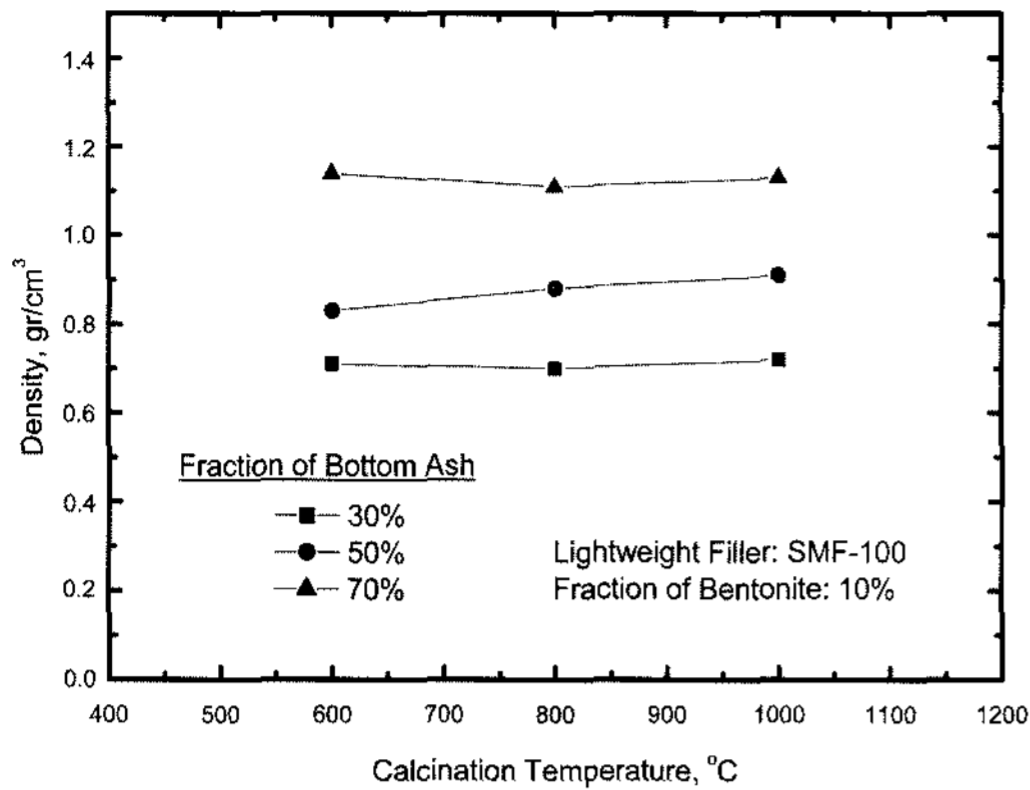 1.4
1.2
1.0
0.8
0.6
0.4
0.2
0.0
Density, gr/cm³
Fraction of Bottom Ash
30%
50%
70%
Lightweight Filler: SMF-100
Fraction of Bentonite: 10%
400 500 600 700 800 900 1000 1100 1200
Calcination Temperature, °C